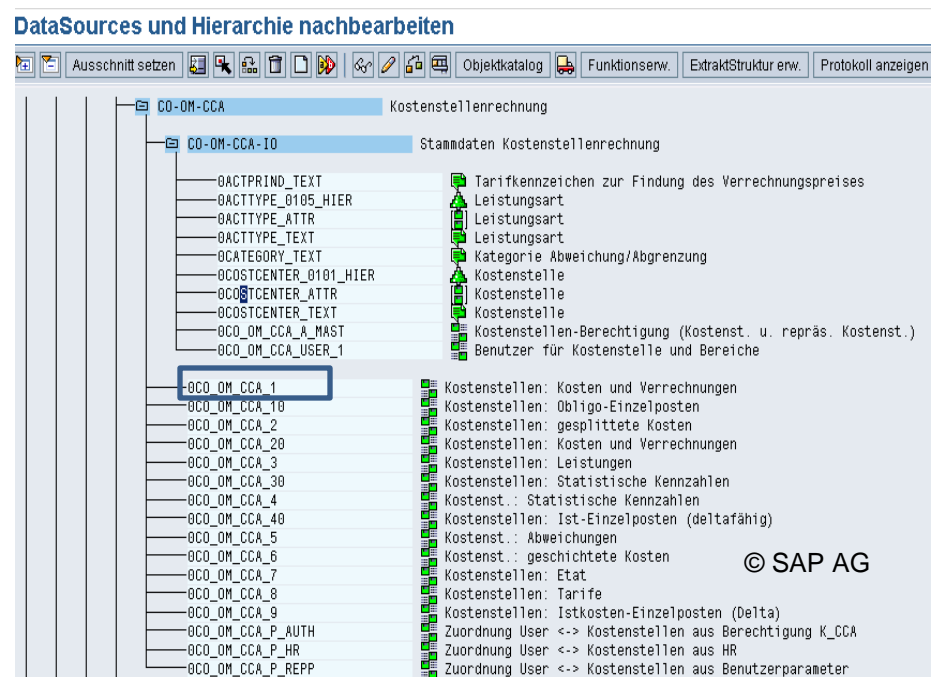 DataSources und Hierarchie nachbearbeiten
Ausschnitt setzen Objektkatalog Funktionserw. ExtraktStruktur erw. Protokoll anzeigen
CO-OM-CCA Kostenstellenrechnung
CO-OM-CCA-IO Stammdaten Kostenstellenrechnung
0ACTPRIND_TEXT Tarifkennzeichen zur Findung des Verrechnungspreises
0ACTTYPE_0105_HIER Leistungsart
0ACTTYPE_ATTR Leistungsart
0ACTTYPE_TEXT Leistungsart
0CATEGORY_TEXT Kategorie Abweichung/Abgrenzung
0COSTCENTER_0101_HIER Kostenstelle
0COSTCENTER_ATTR Kostenstelle
0COSTCENTER_TEXT Kostenstelle
0CO_OM_CCA_A_MAST Kostenstellen-Berechtigung (Kostenst. u. repräs. Kostenst.)
0CO_OM_CCA_USER_1 Benutzer für Kostenstelle und Bereiche
0CO_OM_CCA_1 Kostenstellen: Kosten und Verrechnungen
0CO_OM_CCA_10 Kostenstellen: Obligo-Einzelposten
0CO_OM_CCA_2 Kostenstellen: gesplittete Kosten
0CO_OM_CCA_20 Kostenstellen: Kosten und Verrechnungen
0CO_OM_CCA_3 Kostenstellen: Leistungen
0CO_OM_CCA_30 Kostenstellen: Statistische Kennzahlen
0CO_OM_CCA_4 Kostenst.: Statistische Kennzahlen
0CO_OM_CCA_40 Kostenstellen: Ist-Einzelposten (deltafähig)
0CO_OM_CCA_5 Kostenst.: Abweichungen
0CO_OM_CCA_6 Kostenst.: geschichtete Kosten
© SAP AG
0CO_OM_CCA_7 Kostenstellen: Etat
0CO_OM_CCA_8 Kostenstellen: Tarife
0CO_OM_CCA_9 Kostenstellen: Istkosten-Einzelposten (Delta)
0CO_OM_CCA_P_AUTH Zuordnung User <-> Kostenstellen aus Berechtigung K_CCA
0CO_OM_CCA_P_HR Zuordnung User <-> Kostenstellen aus HR
0CO_OM_CCA_P_REPP Zuordnung User <-> Kostenstellen aus Benutzerparameter